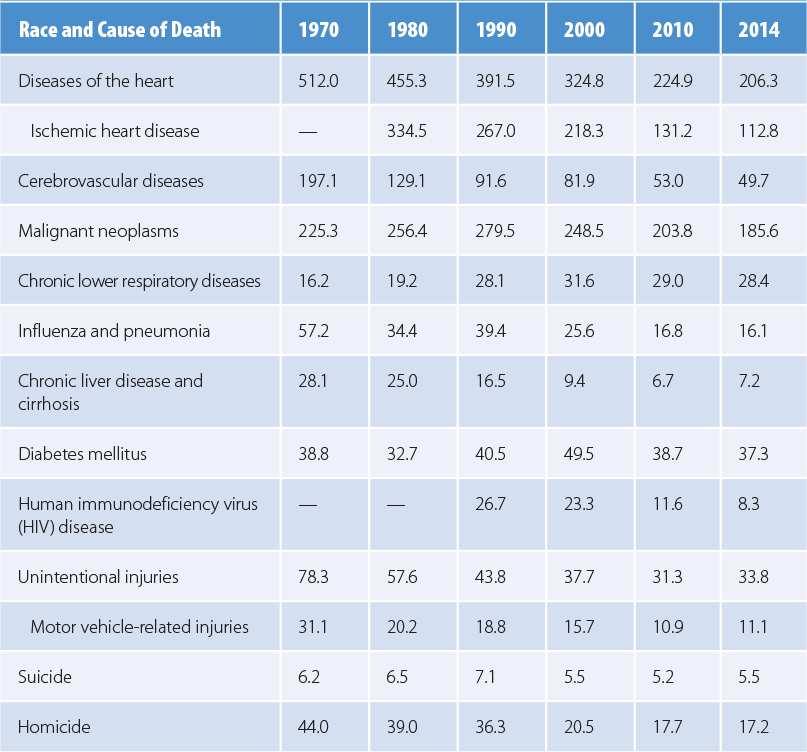 Race and Cause of Death 1970 1980 1990 2000 2010 2014
Diseases of the heart 512.0 455.3 391.5 324.8 224.9 206.3
Ischemic heart disease — 334.5 267.0 218.3 131.2 112.8
Cerebrovascular diseases 197.1 129.1 91.6 81.9 53.0 49.7
Malignant neoplasms 225.3 256.4 279.5 248.5 203.8 185.6
Chronic lower respiratory diseases 16.2 19.2 28.1 31.6 29.0 28.4
Influenza and pneumonia 57.2 34.4 39.4 25.6 16.8 16.1
Chronic liver disease and 28.1 25.0 16.5 9.4 6.7 7.2
cirrhosis
Diabetes mellitus 38.8 32.7 40.5 49.5 38.7 37.3
Human immunodeficiency virus — — 26.7 23.3 11.6 8.3
(HIV) disease
Unintentional injuries 78.3 57.6 43.8 37.7 31.3 33.8
Motor vehicle-related injuries 31.1 20.2 18.8 15.7 10.9 11.1
Suicide 6.2 6.5 7.1 5.5 5.2 5.5
Homicide 44.0 39.0 36.3 20.5 17.7 17.2